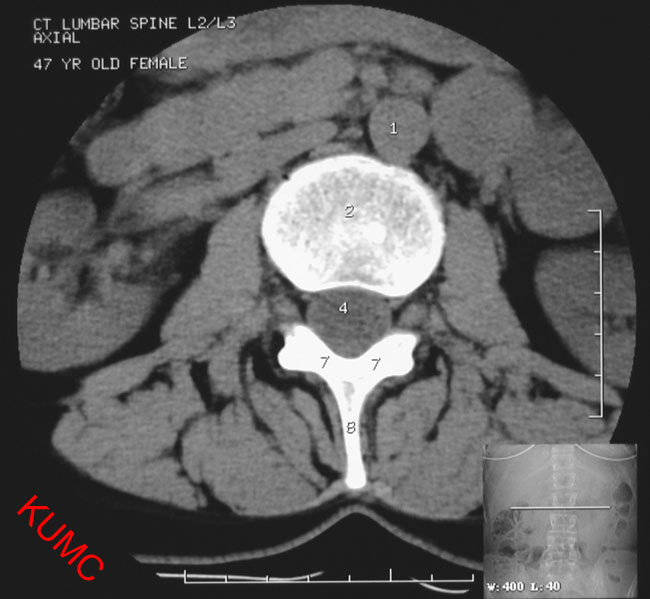 CT LUMBAR SPINE L2/L3
AXIAL
47 YR OLD FEMALE
1
2
4
7 7
8
KUMC
W:400 L:40